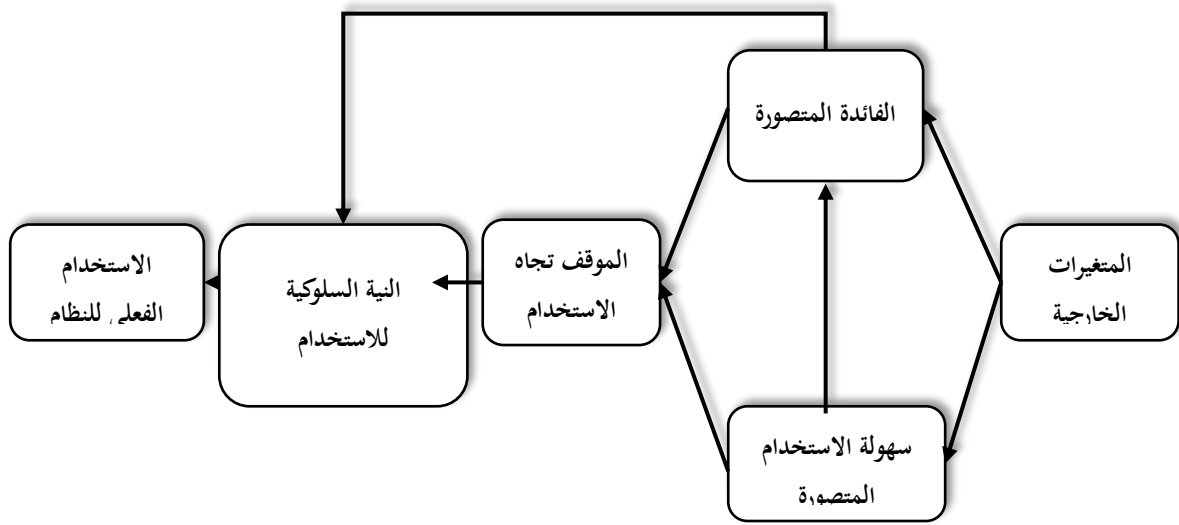 الفائدة المتصورة
المتغيرات
الخارجية
الموقف تجاه
الاستخدام
النية السلوكية
للاستخدام
الاستخدام
الفعلي للنظام
سهولة الاستخدام
المتصورة